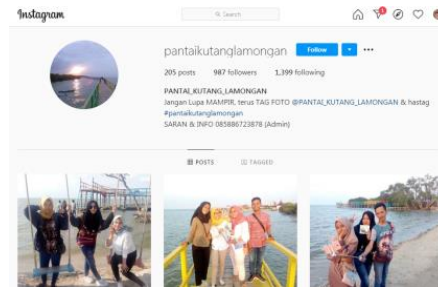 Instagram
Search
pantaikutanglamongan Follow
205 posts 987 followers 1,399 following
PANTAI_KUTANG_LAMONGAN
Jangan Lupa MAMPIR, terus TAG FOTO @PANTAI_KUTANG_LAMONGAN & hastag
#pantaikutanglamongan
SARAN & INFO 085886723878 (Admin)
POSTS TAGGED